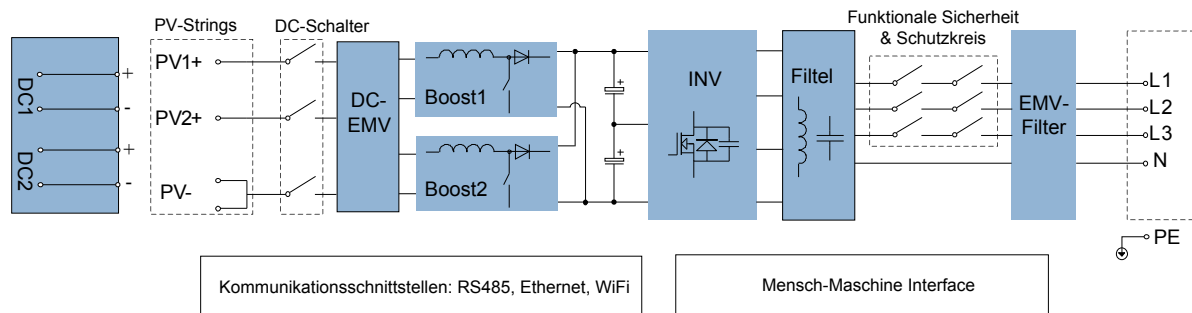 PV-Strings
DC-Schalter
Funktionale Sicherheit
& Schutzkreis
DC1
+
-
DC2
+
-
PV1+
PV2+
PV-
DC-
EMV
Boost1
Boost2
+
+
INV
Filtel
EMV-
Filter
L1
L2
L3
N
PE
Kommunikationsschnittstellen: RS485, Ethernet, WiFi
Mensch-Maschine Interface